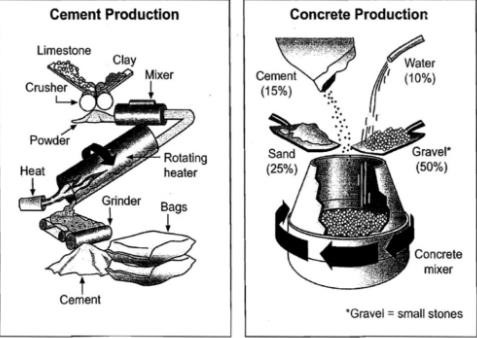 Cement Production
Limestone
Clay
Crusher
Mixer
Powder
Rotating
heater
Heat
Grinder
Bags
Cement
Concrete Production
Cement
(15%)
Water
(10%)
Sand
(25%)
Gravel*
(50%)
Concrete
mixer
*Gravel = small stones